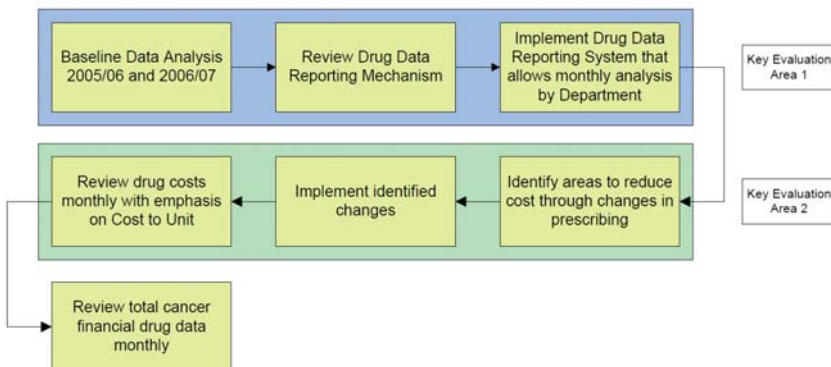 Baseline Data Analysis
2005/06 and 2006/07
Review Drug Data
Reporting Mechanism
Implement Drug Data
Reporting System that
allows monthly analysis
by Department
Key Evaluation
Area 1
Review drug costs
monthly with emphasis
on Cost to Unit
Implement identified
changes
Identify areas to reduce
cost through changes in
prescribing
Key Evaluation
Area 2
Review total cancer
financial drug data
monthly